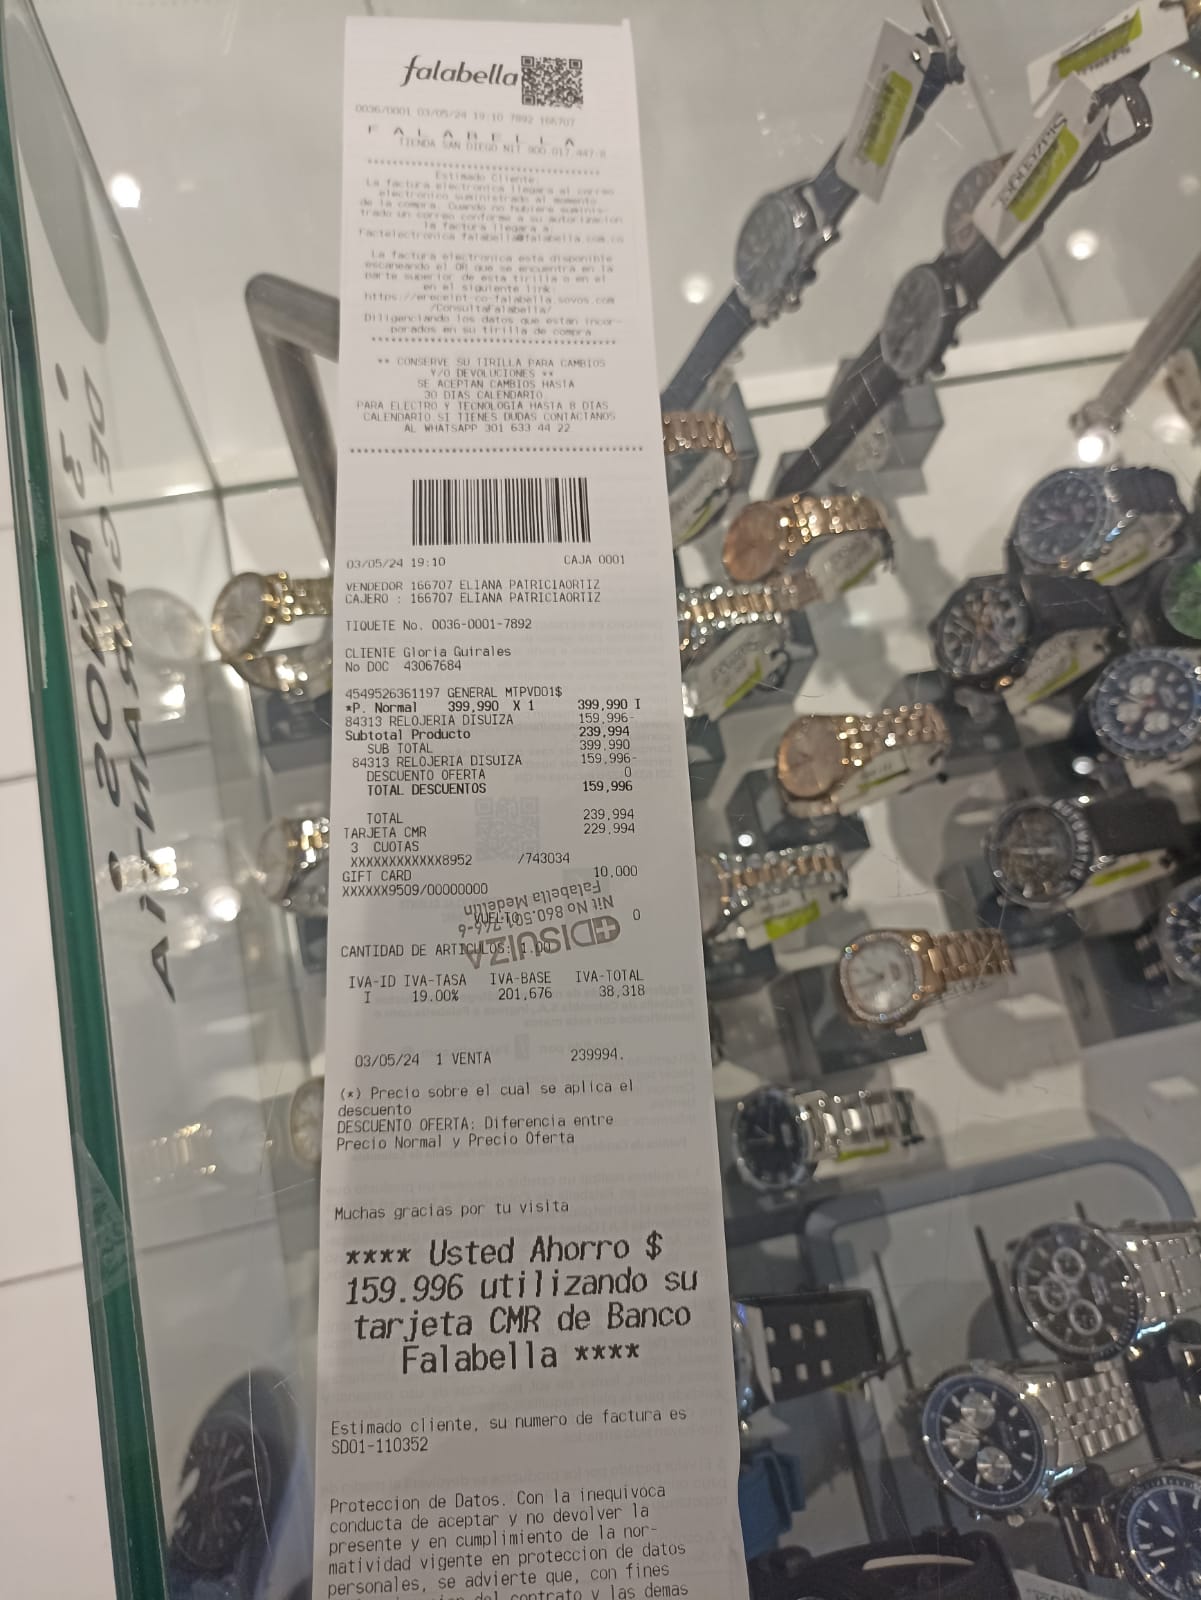 falabella
0036/0001 03/05/24 19:10 7892 166707
F A L A B E L L A
TIENDA SAN DIEGO NIT 900.017.447-8
Estimado Cliente:
La factura electronica llegara al correo
electronico suministrado al momento
de la compra. Cuando no hubiere suminis-
trado un correo conforme a su autorizacion
la factura llegara a:
Factelectronica falabella@falabella.com.co
La factura electronica esta disponible
escaneando el QR que se encuentra en la
parte superior de esta tirilla o en el
en el siguiente link:
https://ereceipt-co-falabella.sovos.com
/ConsultaFalabella/
Diligenciando los datos que estan incor-
porados en su tirilla de compra
** CONSERVE SU TIRILLA PARA CAMBIOS
Y/O DEVOLUCIONES **
SE ACEPTAN CAMBIOS HASTA
30 DIAS CALENDARIO
PARA ELECTRO Y TECNOLOGIA HASTA 8 DIAS
CALENDARIO SI TIENES DUDAS CONTACTANOS
AL WHATSAPP 301 633 44 22
03/05/24 19:10 CAJA 0001
VENDEDOR 166707 ELIANA PATRICIAORTIZ
CAJERO : 166707 ELIANA PATRICIAORTIZ
TIQUETE No. 0036-0001-7892
CLIENTE Gloria Guirales
No DOC 43067684
4549526361197 GENERAL MTPVD01$
*P. Normal 399,990 X 1 399,990 I
84313 RELOJERIA DISUIZA 159,996-
Subtotal Producto 239,994
SUB TOTAL 399,990
84313 RELOJERIA DISUIZA 159,996-
DESCUENTO OFERTA 0
TOTAL DESCUENTOS 159,996
TOTAL 239,994
TARJETA CMR 229,994
3 CUOTAS
XXXXXXXXXXXX8952 /743034
GIFT CARD 10,000
XXXXXX9509/00000000
VUELTO 0
DISUIZA
Nit No 860.501.746-6
Falabella Medellín
CANTIDAD DE ARTICULOS: 1.00
IVA-ID IVA-TASA IVA-BASE IVA-TOTAL
I 19.00% 201,676 38,318
03/05/24 1 VENTA 239994.
(*) Precio sobre el cual se aplica el
descuento
DESCUENTO OFERTA: Diferencia entre
Precio Normal y Precio Oferta
Muchas gracias por tu visita
**** Usted Ahorro $
159.996 utilizando su
tarjeta CMR de Banco
Falabella ****
Estimado cliente, su numero de factura es
SD01-110352
Proteccion de Datos. Con la inequivoca
conducta de aceptar y no devolver la
presente y en cumplimiento de la nor-
matividad vigente en proteccion de datos
personales, se advierte que, con fines
del contrato y las demas